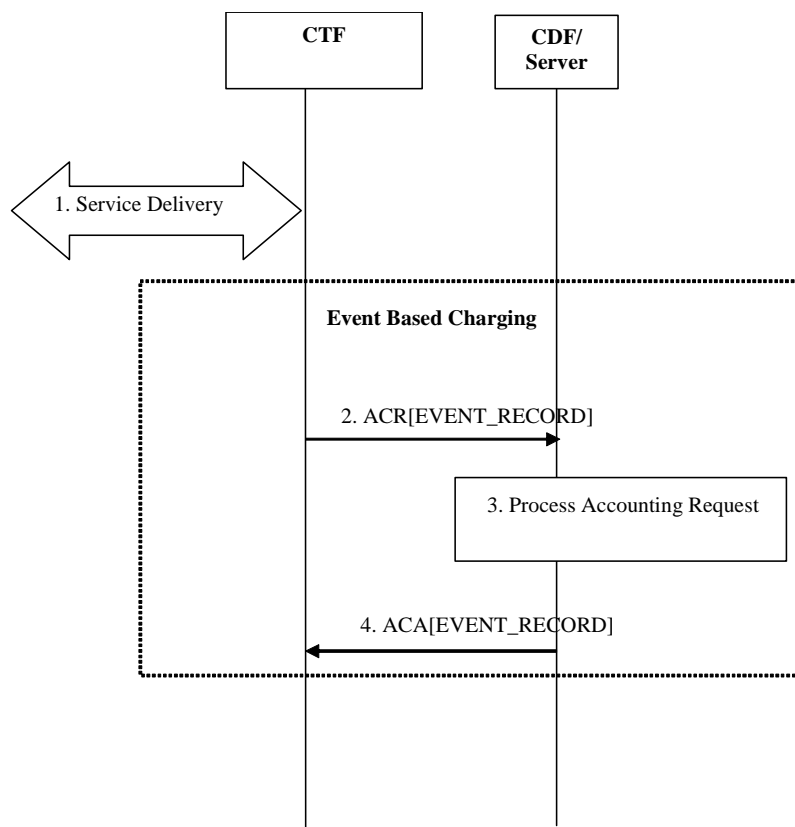 CTF
CDF/
Server
1. Service Delivery
Event Based Charging
2. ACR[EVENT_RECORD]
3. Process Accounting Request
4. ACA[EVENT_RECORD]